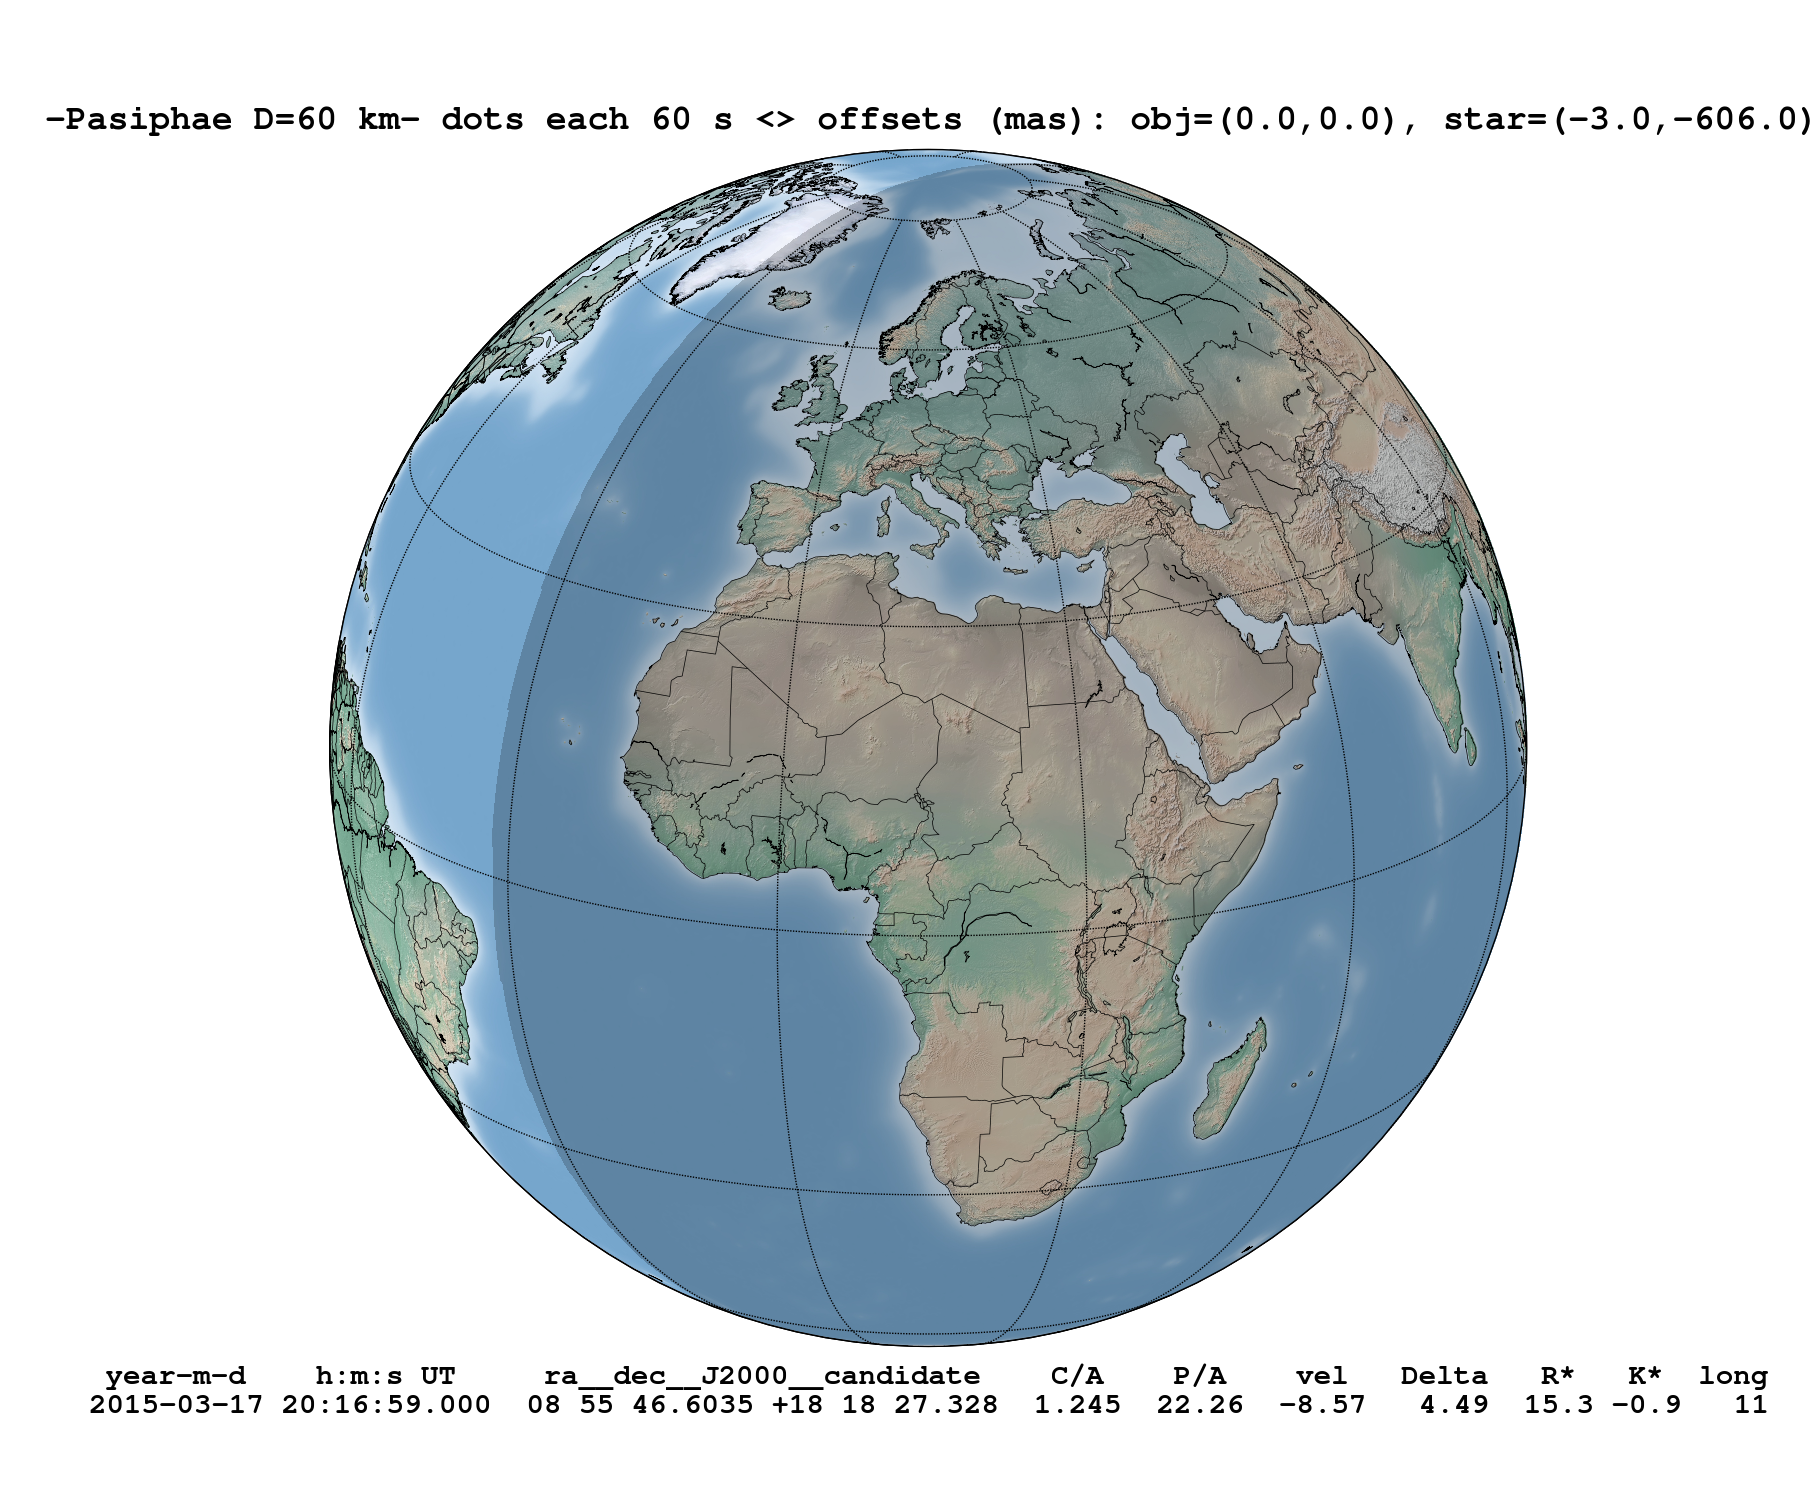 -Pasiphae D=60 km- dots each 60 s <> offsets (mas): obj=(0.0,0.0), star=(-3.0,-606.0)
year-m-d h:m:s UT ra__dec__J2000__candidate C/A P/A vel Delta R* K* long
2015-03-17 20:16:59.000 08 55 46.6035 +18 18 27.328 1.245 22.26 -8.57 4.49 15.3 -0.9 11